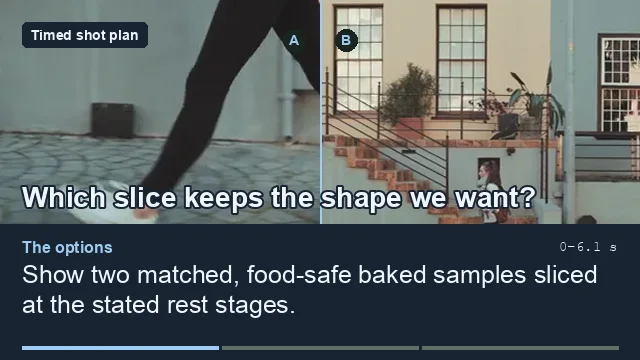 Timed shot plan
A
B
Which slice keeps the shape we want?
The options
0–6.1 s
Show two matched, food-safe baked samples sliced
at the stated rest stages.